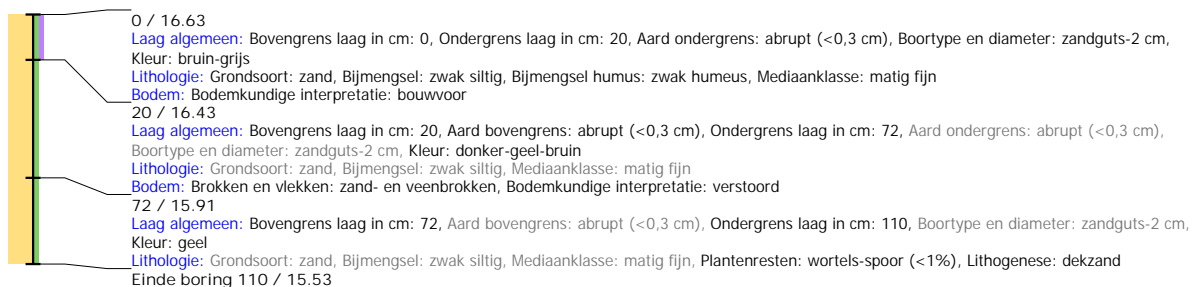 0 / 16.63
Laag algemeen: Bovengrens laag in cm: 0, Ondergrens laag in cm: 20, Aard ondergrens: abrupt (<0,3 cm), Boortype en diameter: zandguts-2 cm,
Kleur: bruin-grijs
Lithologie: Grondsoort: zand, Bijmengsel: zwak siltig, Bijmengsel humus: zwak humeus, Mediaanklasse: matig fijn
Bodem: Bodemkundige interpretatie: bouwvoor
20 / 16.43
Laag algemeen: Bovengrens laag in cm: 20, Aard bovengrens: abrupt (<0,3 cm), Ondergrens laag in cm: 72, Aard ondergrens: abrupt (<0,3 cm),
Boortype en diameter: zandguts-2 cm, Kleur: donker-geel-bruin
Lithologie: Grondsoort: zand, Bijmengsel: zwak siltig, Mediaanklasse: matig fijn
Bodem: Brokken en vlekken: zand- en veenbrokken, Bodemkundige interpretatie: verstoord
72 / 15.91
Laag algemeen: Bovengrens laag in cm: 72, Aard bovengrens: abrupt (<0,3 cm), Ondergrens laag in cm: 110, Boortype en diameter: zandguts-2 cm,
Kleur: geel
Lithologie: Grondsoort: zand, Bijmengsel: zwak siltig, Mediaanklasse: matig fijn, Plantenresten: wortels-spoor (<1%), Lithogenese: dekzand
Einde boring 110 / 15.53